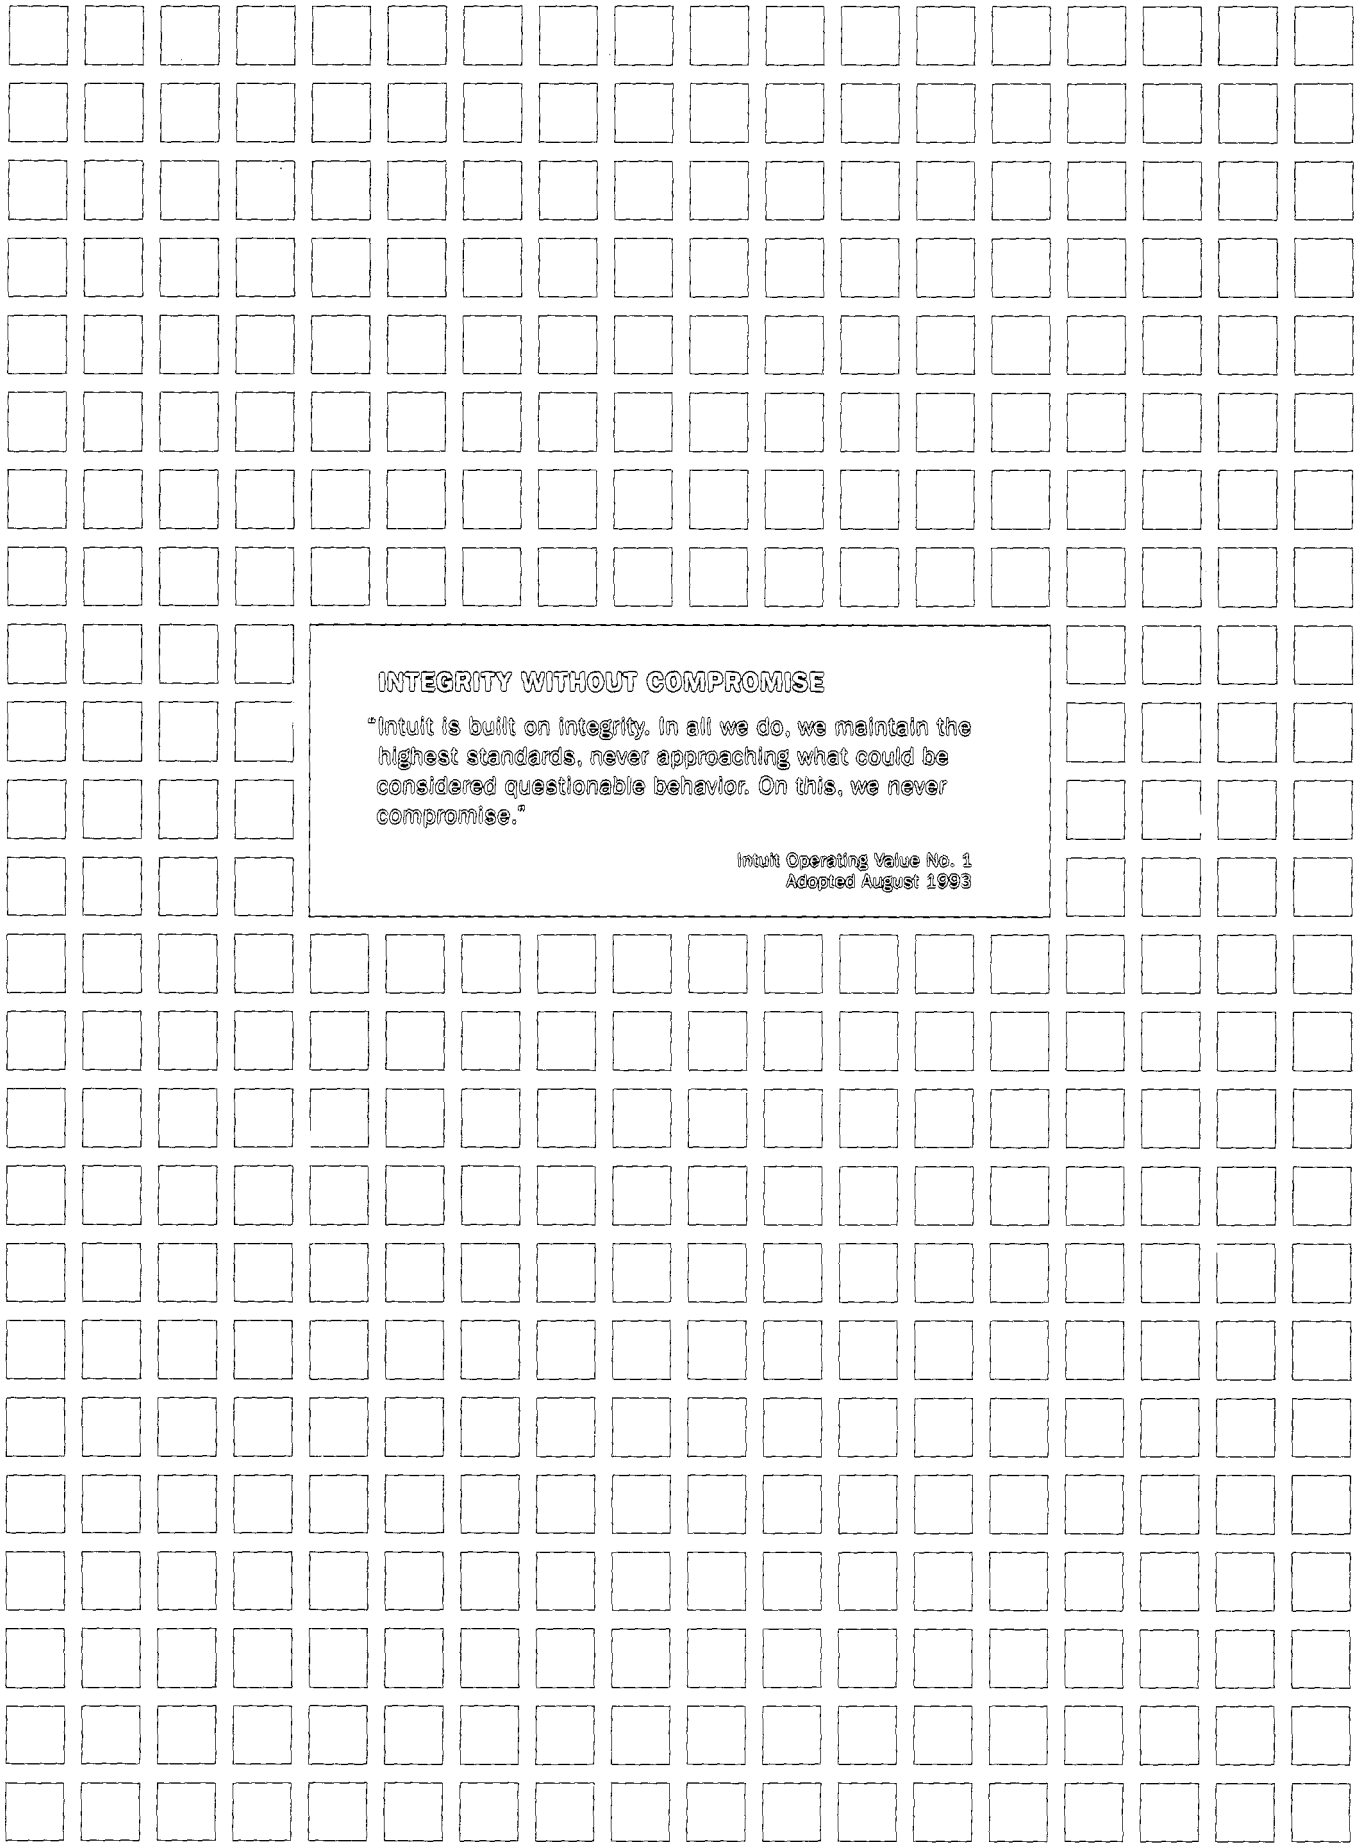 INTEGRITY WITHOUT COMPROMISE
“Intuit is built on integrity. In all we do, we maintain the
highest standards, never approaching what could be
considered questionable behavior. On this, we never
compromise.”
Intuit Operating Value No. 1
Adopted August 1993